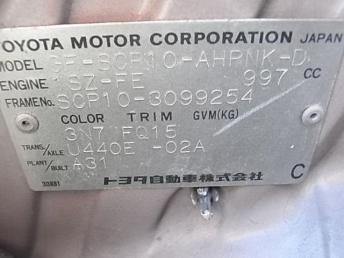 TOYOTA MOTOR CORPORATION JAPAN
MODEL GF-SCP10-AHPNK-D
ENGINE 1SZ-FE 997 CC
FRAME No. SCP10-3099254
COLOR TRIM GVM(KG)
3N7 FQ15
TRANS/AXLE U440E -02A
PLANT/BUILT A31
30881
トヨタ自動車株式会社 C